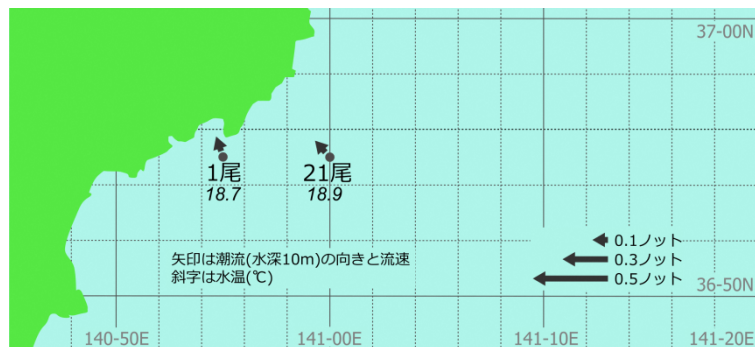 37-00N
1尾 21尾
18.7 18.9
0.1ノット
矢印は潮流(水深10m)の向きと流速
0.3ノット
斜字は水温(℃)
0.5ノット
36-50N
140-50E 141-00E 141-10E 141-20E